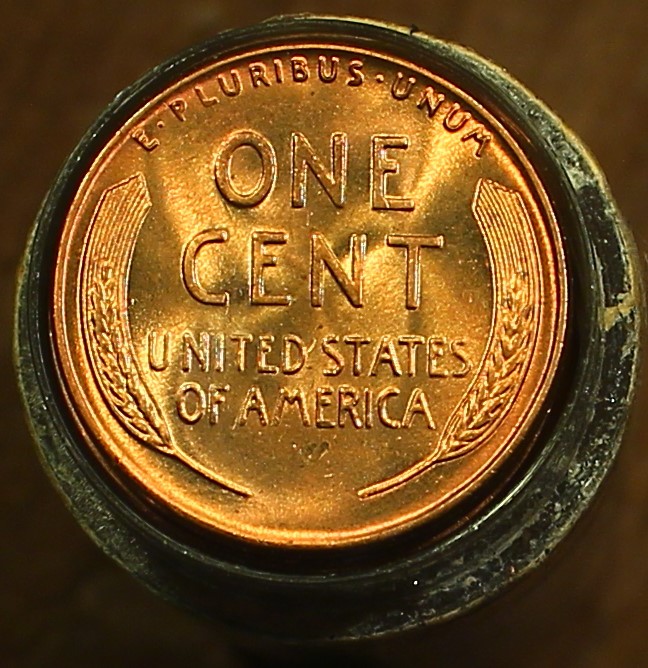 E·PLURIBUS·UNUM
ONE
CENT
UNITED STATES
OF AMERICA